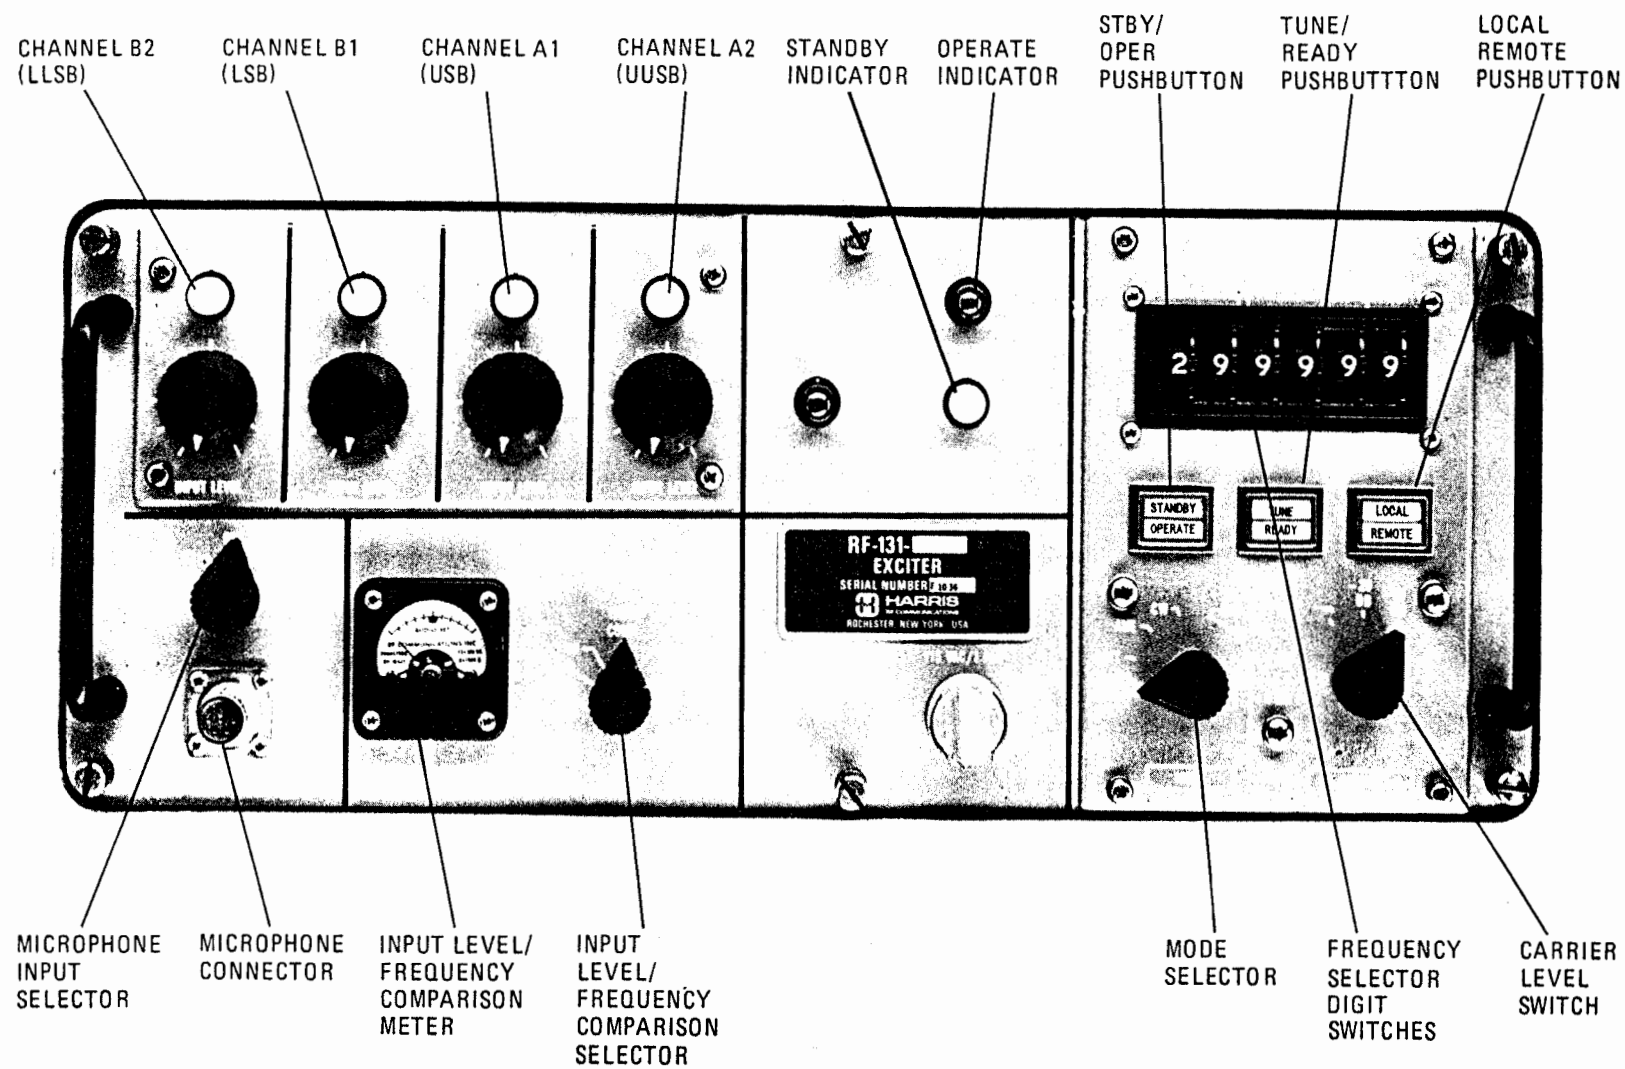 CHANNEL B2
(LLSB)
CHANNEL B1
(LSB)
CHANNEL A1
(USB)
CHANNEL A2
(UUSB)
STANDBY
INDICATOR
OPERATE
INDICATOR
STBY/
OPER
PUSHBUTTON
TUNE/
READY
PUSHBUTTTON
LOCAL
REMOTE
PUSHBUTTON
2 9 9 9 9 9
STANDBY
OPERATE
TUNE
READY
LOCAL
REMOTE
RF-131-
EXCITER
SERIAL NUMBER
HARRIS
ROCHESTER, NEW YORK USA
MICROPHONE
INPUT
SELECTOR
MICROPHONE
CONNECTOR
INPUT LEVEL/
FREQUENCY
COMPARISON
METER
INPUT
LEVEL/
FREQUENCY
COMPARISON
SELECTOR
MODE
SELECTOR
FREQUENCY
SELECTOR
DIGIT
SWITCHES
CARRIER
LEVEL
SWITCH